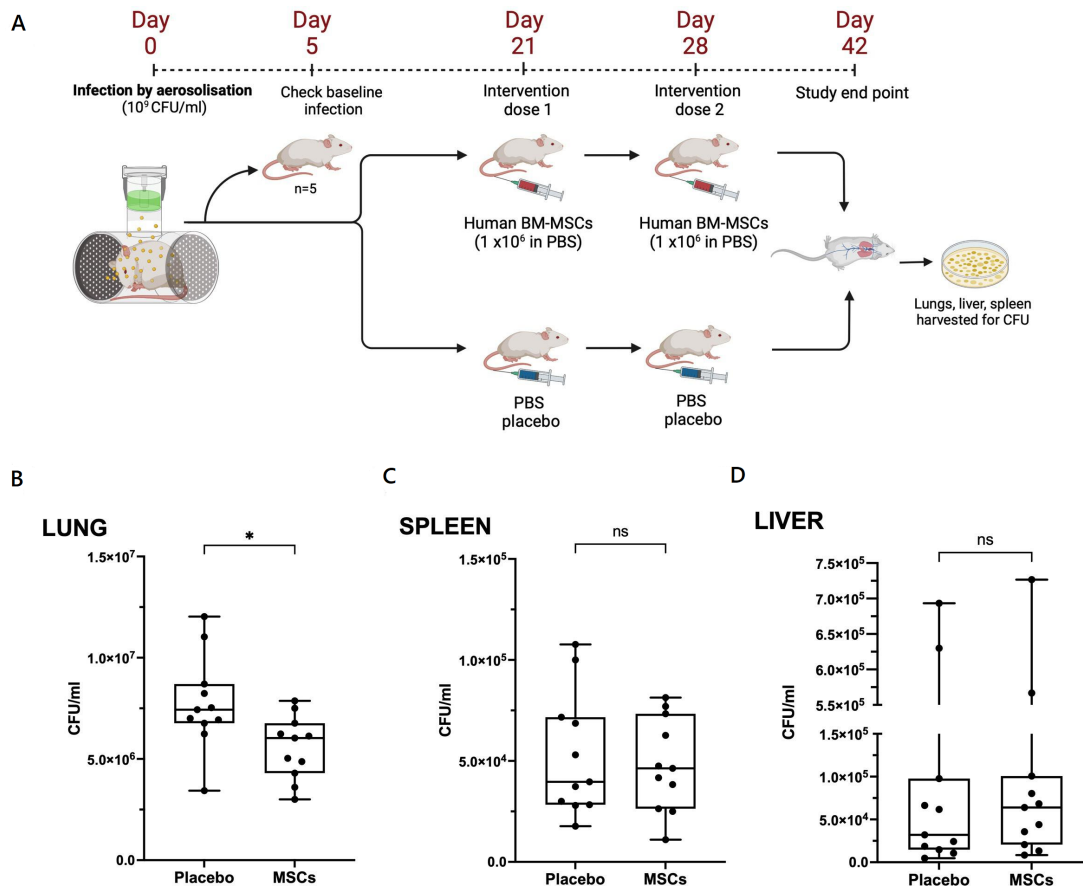 A
Day
0
Day
5
Day
21
Day
28
Day
42
Infection by aerosolisation
(10⁹ CFU/ml)
Check baseline
infection
Intervention
dose 1
Intervention
dose 2
Study end point
n=5
Human BM-MSCs
(1 x10⁶ in PBS)
Human BM-MSCs
(1 x10⁶ in PBS)
Lungs, liver, spleen
harvested for CFU
PBS
placebo
PBS
placebo
B
LUNG
*
CFU/ml
1.5×10⁷
1.0×10⁷
5.0×10⁶
0.0
Placebo
MSCs
C
SPLEEN
ns
CFU/ml
1.5×10⁵
1.0×10⁵
5.0×10⁴
0.0
Placebo
MSCs
D
LIVER
ns
CFU/ml
7.5×10⁵
7.0×10⁵
6.5×10⁵
6.0×10⁵
5.5×10⁵
1.5×10⁵
1.0×10⁵
5.0×10⁴
0.0
Placebo
MSCs